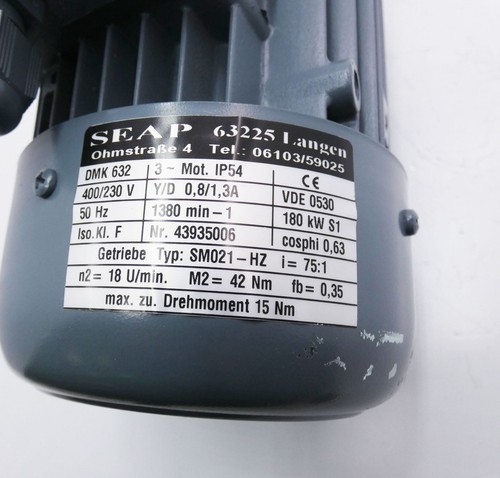 SEAP 63225 Langen
Ohmstraße 4 Tel.: 06103/59025
DMK 632 3 ~ Mot. IP54 CE
400/230 V Y/D 0,8/1,3A VDE 0530
50 Hz 1380 min-1 180 kW S1
Iso.Kl. F Nr. 43935006 cosphi 0,63
Getriebe Typ: SM021-HZ i = 75:1
n2= 18 U/min. M2= 42 Nm fb= 0,35
max. zu. Drehmoment 15 Nm